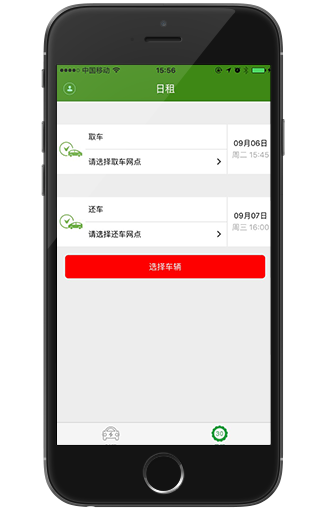 中国移动
15:56
日租
取车
请选择取车网点
09月06日
周二 15:45
还车
请选择还车网点
09月07日
周三 16:00
选择车辆
30